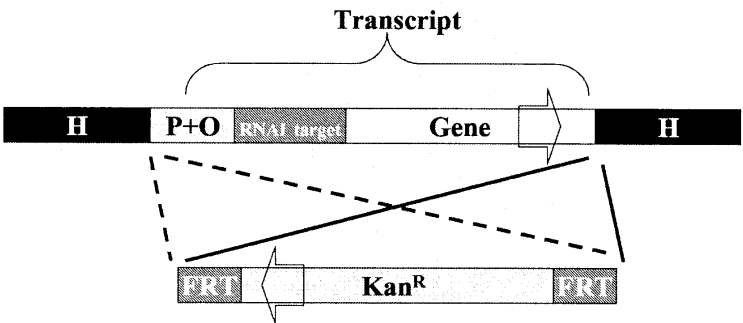 Transcript
H P+O RNAI target Gene H
FRT Kanᴿ FRT